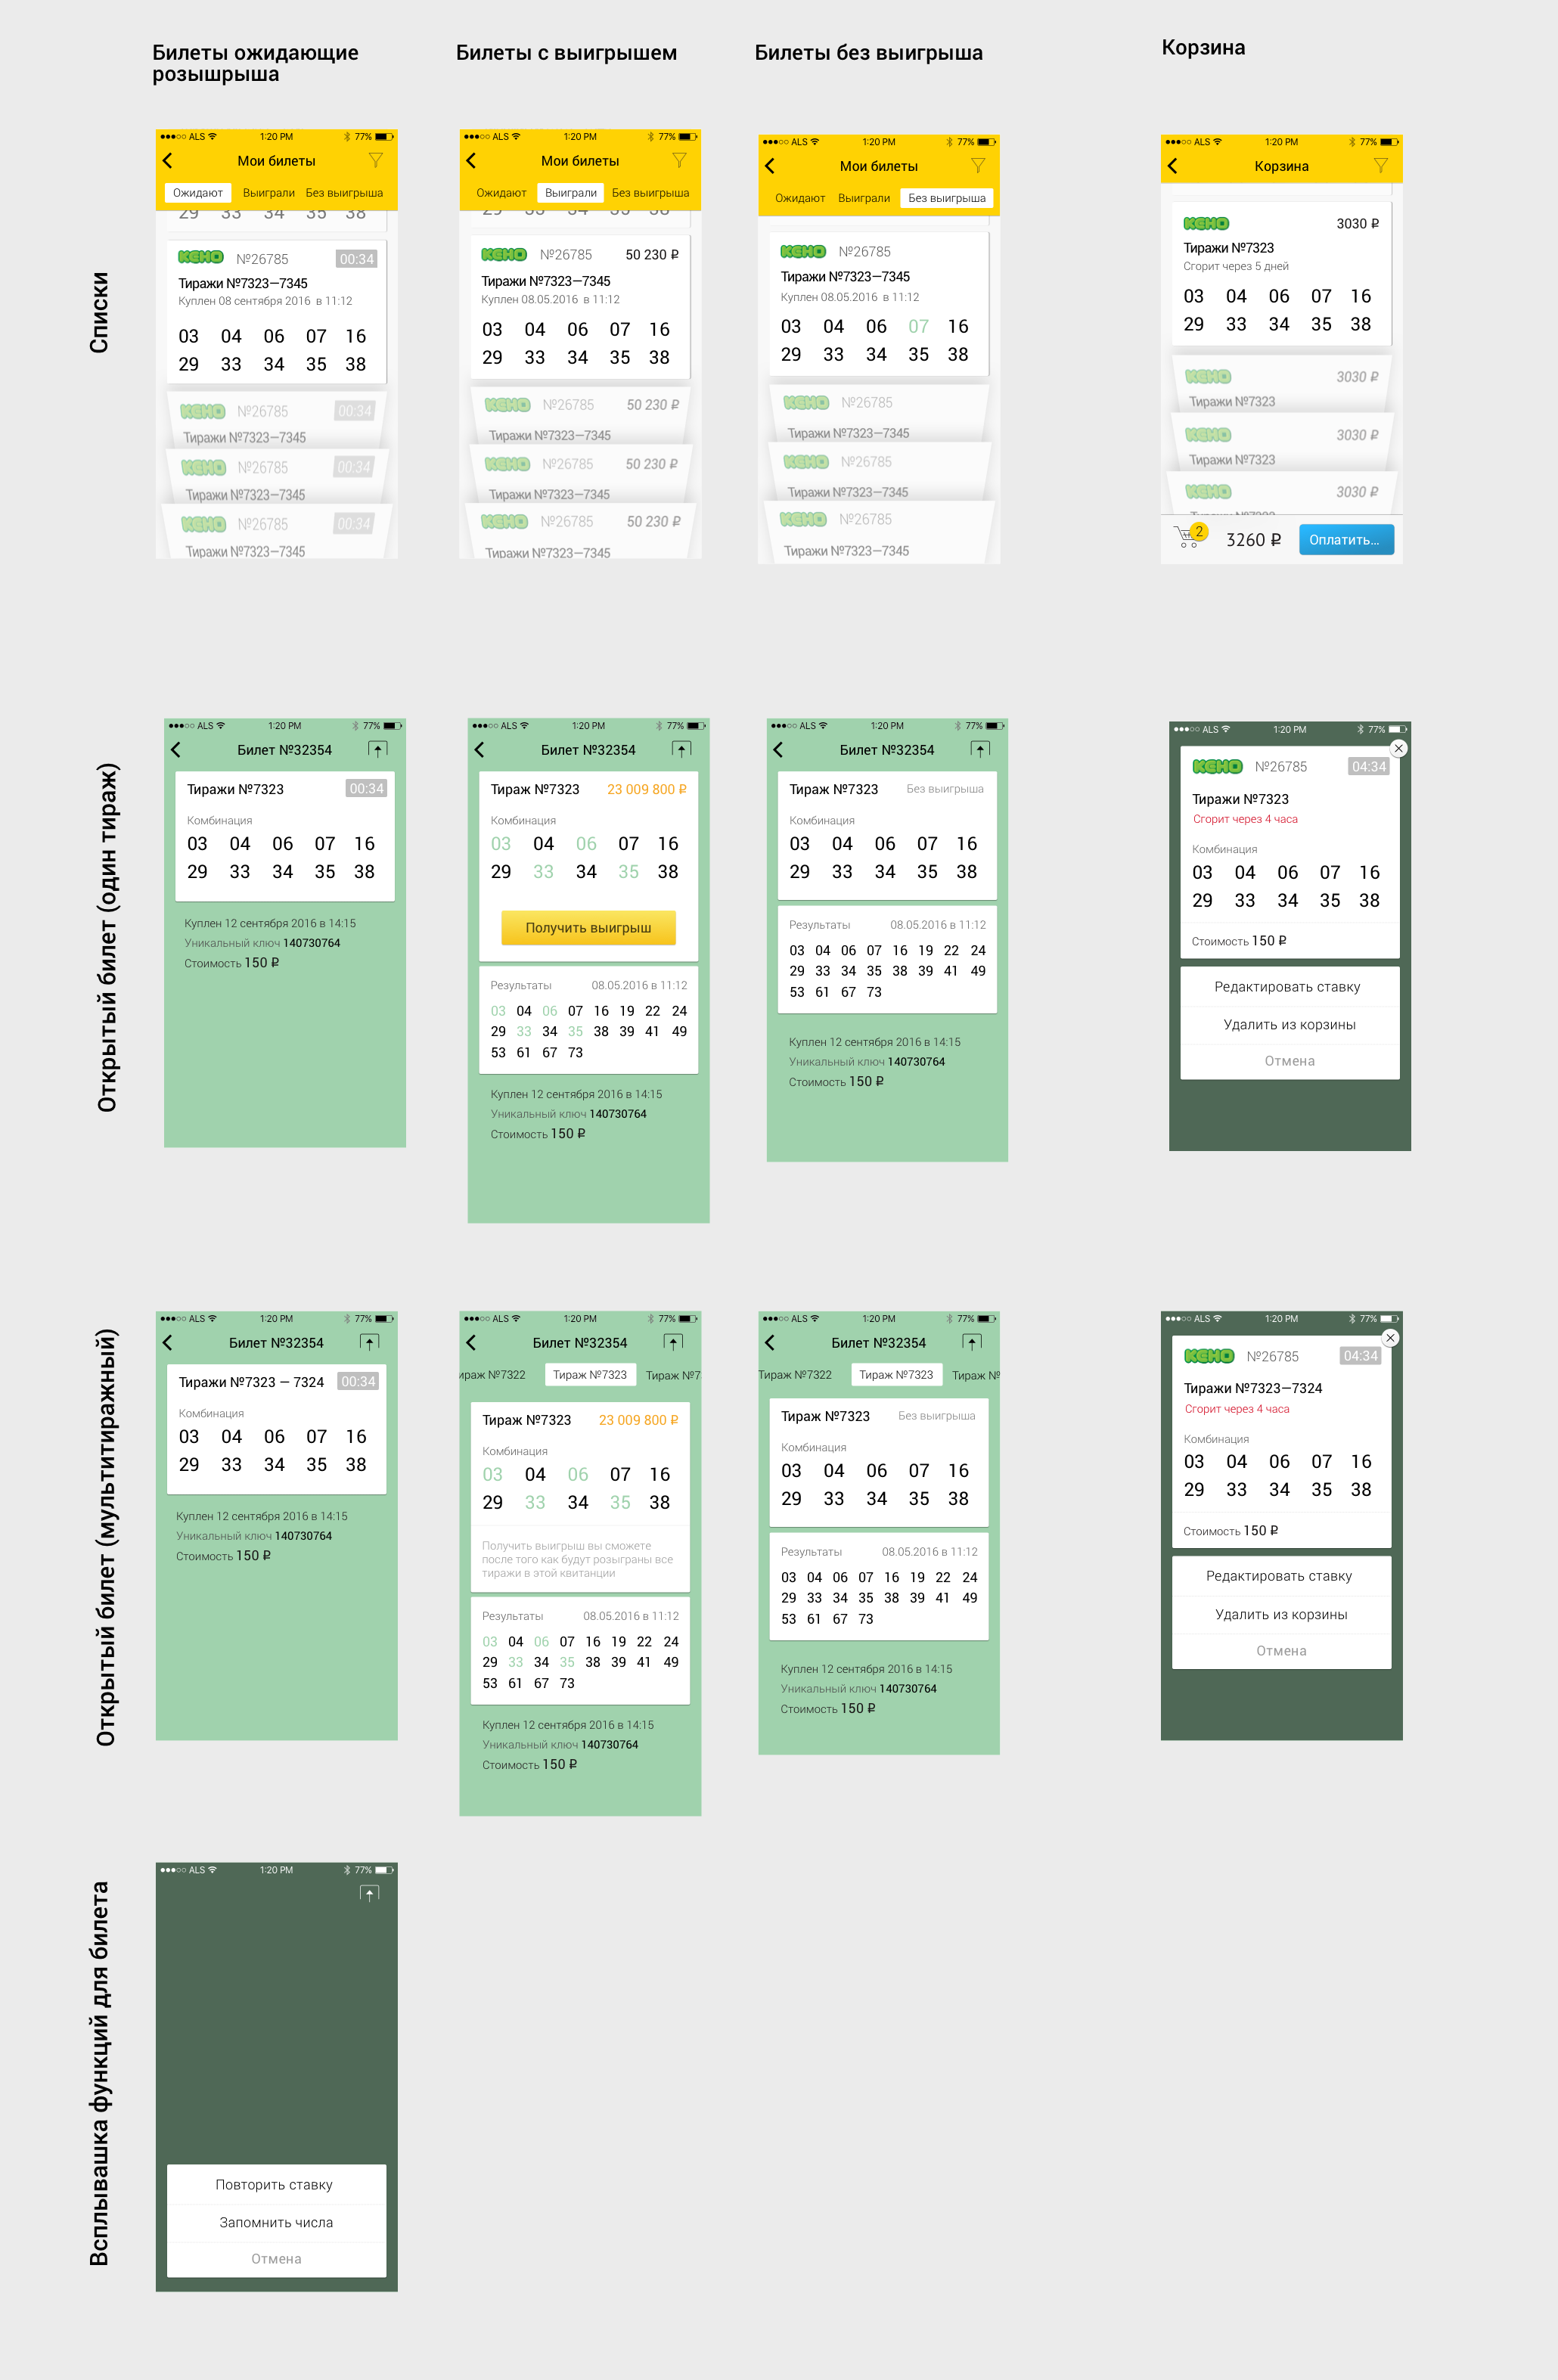 Билеты ожидающие
розышрыша
Билеты с выигрышем
Билеты без выигрыша
Корзина
Списки
ALS 1:20 PM 77%
Мои билеты
Ожидают Выиграли Без выигрыша
29 33 34 35 38
КЕНО №26785 00:34
Тиражи №7323—7345
Куплен 08 сентября 2016 в 11:12
03 04 06 07 16
29 33 34 35 38
КЕНО №26785 00:34
Тиражи №7323—7345
КЕНО №26785 00:34
Тиражи №7323—7345
КЕНО №26785 00:34
Тиражи №7323—7345
ALS 1:20 PM 77%
Мои билеты
Ожидают Выиграли Без выигрыша
29 33 34 35 38
КЕНО №26785 50 230 ₽
Тиражи №7323—7345
Куплен 08.05.2016 в 11:12
03 04 06 07 16
29 33 34 35 38
КЕНО №26785 50 230 ₽
Тиражи №7323—7345
КЕНО №26785 50 230 ₽
Тиражи №7323—7345
КЕНО №26785 50 230 ₽
Тиражи №7323—7345
ALS 1:20 PM 77%
Мои билеты
Ожидают Выиграли Без выигрыша
КЕНО №26785
Тиражи №7323—7345
Куплен 08.05.2016 в 11:12
03 04 06 07 16
29 33 34 35 38
КЕНО №26785
Тиражи №7323—7345
КЕНО №26785
Тиражи №7323—7345
КЕНО №26785
Тиражи №7323—7345
ALS 1:20 PM 77%
Корзина
КЕНО 3030 ₽
Тиражи №7323
Сгорит через 5 дней
03 04 06 07 16
29 33 34 35 38
КЕНО 3030 ₽
Тиражи №7323
КЕНО 3030 ₽
Тиражи №7323
КЕНО 3030 ₽
Тиражи №7323
2 3260 ₽ Оплатить...
Открытый билет (один тираж)
ALS 1:20 PM 77%
Билет №32354
Тиражи №7323 00:34
Комбинация
03 04 06 07 16
29 33 34 35 38
Куплен 12 сентября 2016 в 14:15
Уникальный ключ 140730764
Стоимость 150 ₽
ALS 1:20 PM 77%
Билет №32354
Тираж №7323 23 009 800 ₽
Комбинация
03 04 06 07 16
29 33 34 35 38
Получить выигрыш
Результаты 08.05.2016 в 11:12
03 04 06 07 16 19 22 24
29 33 34 35 38 39 41 49
53 61 67 73
Куплен 12 сентября 2016 в 14:15
Уникальный ключ 140730764
Стоимость 150 ₽
ALS 1:20 PM 77%
Билет №32354
Тираж №7323 Без выигрыша
Комбинация
03 04 06 07 16
29 33 34 35 38
Результаты 08.05.2016 в 11:12
03 04 06 07 16 19 22 24
29 33 34 35 38 39 41 49
53 61 67 73
Куплен 12 сентября 2016 в 14:15
Уникальный ключ 140730764
Стоимость 150 ₽
ALS 1:20 PM 77%
КЕНО №26785 04:34
Тиражи №7323
Сгорит через 4 часа
Комбинация
03 04 06 07 16
29 33 34 35 38
Стоимость 150 ₽
Редактировать ставку
Удалить из корзины
Отмена
Открытый билет (мультитиражный)
ALS 1:20 PM 77%
Билет №32354
Тиражи №7323 — 7324 00:34
Комбинация
03 04 06 07 16
29 33 34 35 38
Куплен 12 сентября 2016 в 14:15
Уникальный ключ 140730764
Стоимость 150 ₽
ALS 1:20 PM 77%
Билет №32354
ираж №7322 Тираж №7323 Тираж №7
Тираж №7323 23 009 800 ₽
Комбинация
03 04 06 07 16
29 33 34 35 38
Получить выигрыш вы сможете
после того как будут розыграны все
тиражи в этой квитанции
Результаты 08.05.2016 в 11:12
03 04 06 07 16 19 22 24
29 33 34 35 38 39 41 49
53 61 67 73
Куплен 12 сентября 2016 в 14:15
Уникальный ключ 140730764
Стоимость 150 ₽
ALS 1:20 PM 77%
Билет №32354
Тираж №7322 Тираж №7323 Тираж №
Тираж №7323 Без выигрыша
Комбинация
03 04 06 07 16
29 33 34 35 38
Результаты 08.05.2016 в 11:12
03 04 06 07 16 19 22 24
29 33 34 35 38 39 41 49
53 61 67 73
Куплен 12 сентября 2016 в 14:15
Уникальный ключ 140730764
Стоимость 150 ₽
ALS 1:20 PM 77%
КЕНО №26785 04:34
Тиражи №7323—7324
Сгорит через 4 часа
Комбинация
03 04 06 07 16
29 33 34 35 38
Стоимость 150 ₽
Редактировать ставку
Удалить из корзины
Отмена
Всплывашка функций для билета
ALS 1:20 PM 77%
Повторить ставку
Запомнить числа
Отмена